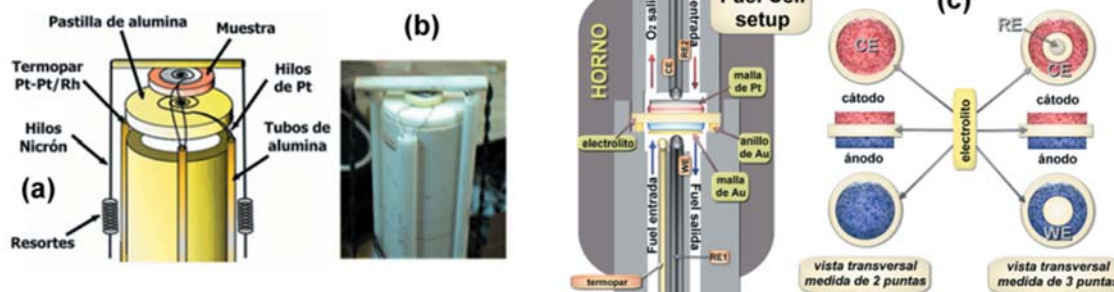 Pastilla de alumina
Muestra
Termopar
Pt-Pt/Rh
Hilos
de Pt
Hilos
Nicrón
Tubos de
alumina
(a)
Resortes
(b)
Fuel Cell
setup
HORNO
O₂ sali
entrada
CE
RE2
malla
de Pt
electrolito
anillo
de Au
WE
malla
de Au
Fuel entrada
Fuel salida
RE1
termopar
(c)
CE
RE
CE
cátodo
cátodo
electrolito
ánodo
ánodo
WE
vista transversal
medida de 2 puntas
vista transversal
medida de 3 puntas